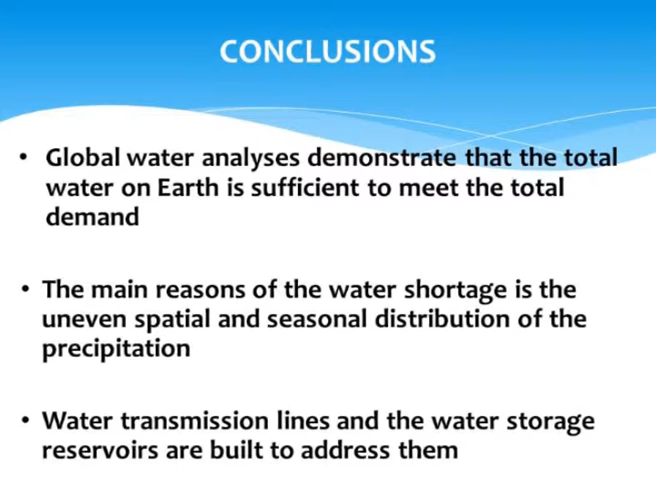 CONCLUSIONS
• Global water analyses demonstrate that the total
water on Earth is sufficient to meet the total
demand
• The main reasons of the water shortage is the
uneven spatial and seasonal distribution of the
precipitation
• Water transmission lines and the water storage
reservoirs are built to address them